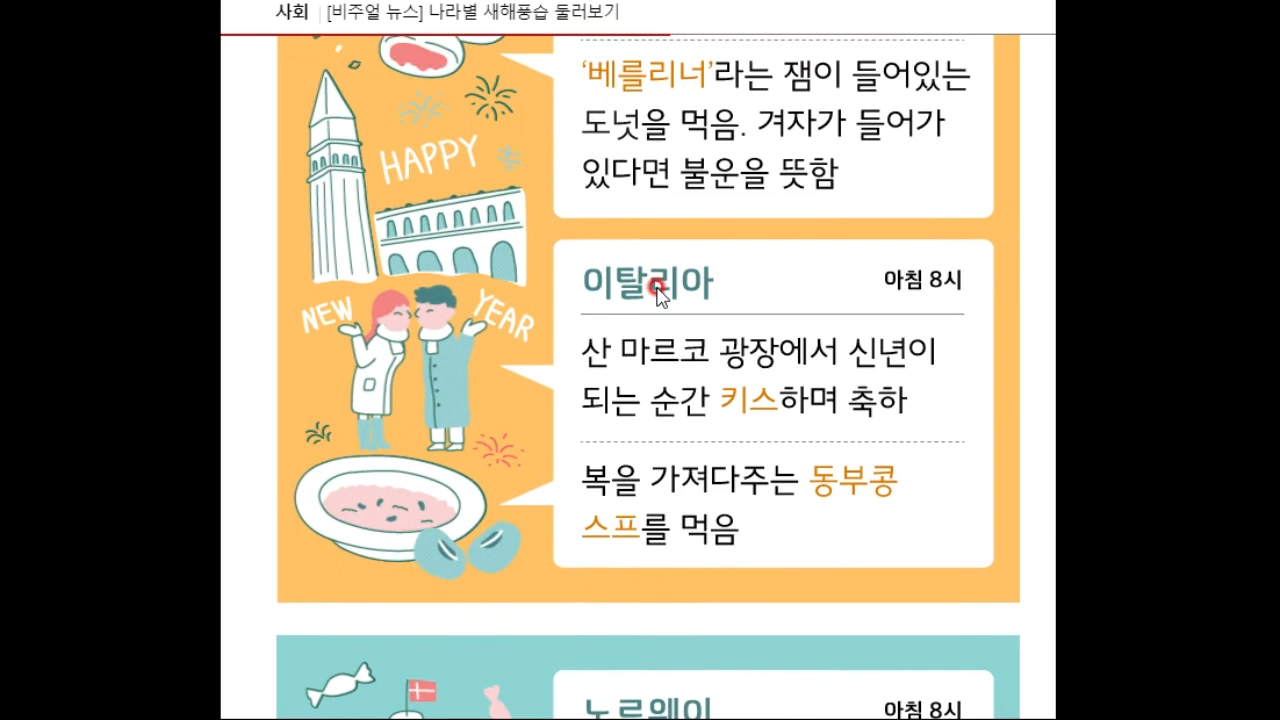 사회 | [비주얼 뉴스] 나라별 새해풍습 둘러보기
‘베를리너’라는 잼이 들어있는
도넛을 먹음. 겨자가 들어가
있다면 불운을 뜻함
HAPPY
NEW YEAR
이탈리아 아침 8시
산 마르코 광장에서 신년이
되는 순간 키스하며 축하
복을 가져다주는 동부콩
스프를 먹음
노르웨이 아침 8시